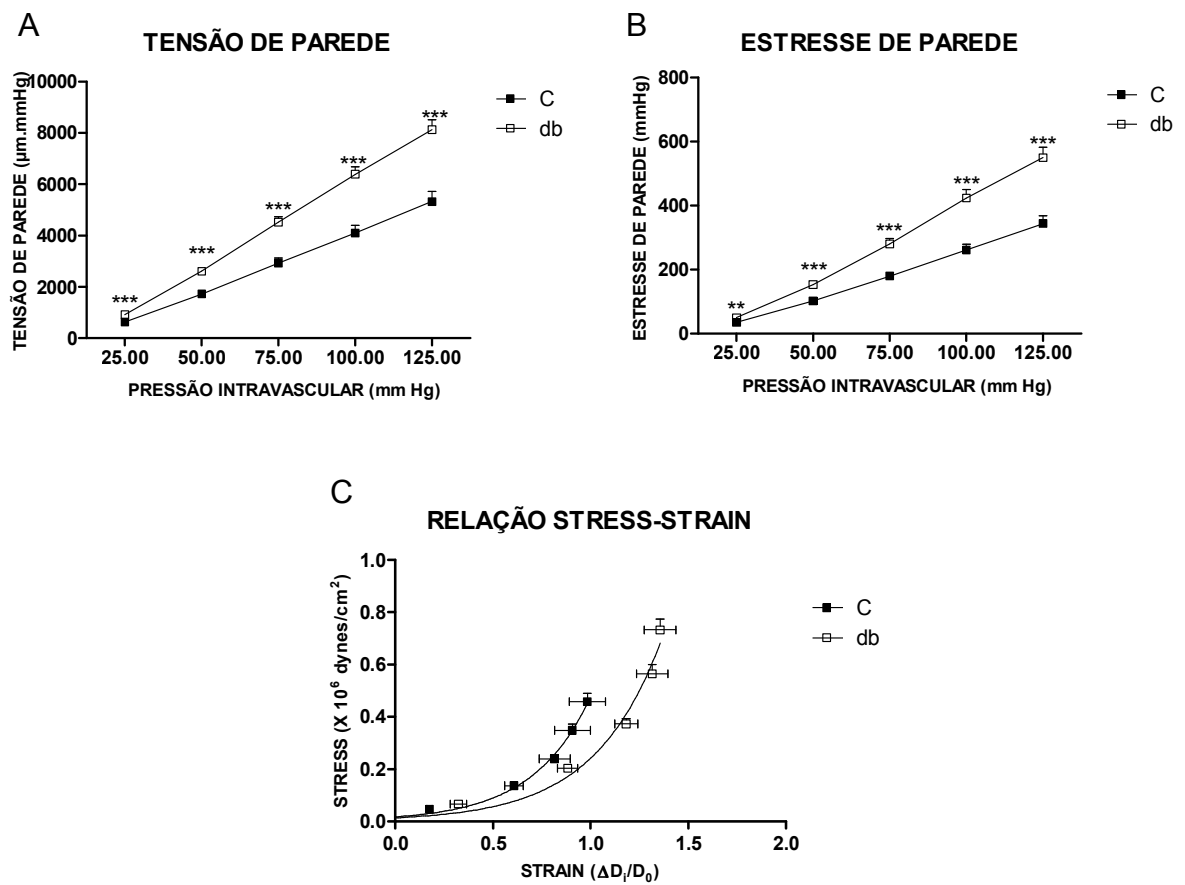 A
TENSÃO DE PAREDE
TENSÃO DE PAREDE (µm.mmHg)
10000
8000
6000
4000
2000
0
***
***
***
***
***
25.00 50.00 75.00 100.00 125.00
PRESSÃO INTRAVASCULAR (mm Hg)
C
db
B
ESTRESSE DE PAREDE
ESTRESSE DE PAREDE (mmHg)
800
600
400
200
0
**
***
***
***
***
25.00 50.00 75.00 100.00 125.00
PRESSÃO INTRAVASCULAR (mm Hg)
C
db
C
RELAÇÃO STRESS-STRAIN
STRESS (X 10⁶ dynes/cm²)
1.0
0.8
0.6
0.4
0.2
0.0
0.0 0.5 1.0 1.5 2.0
STRAIN (ΔDᵢ/D₀)
C
db